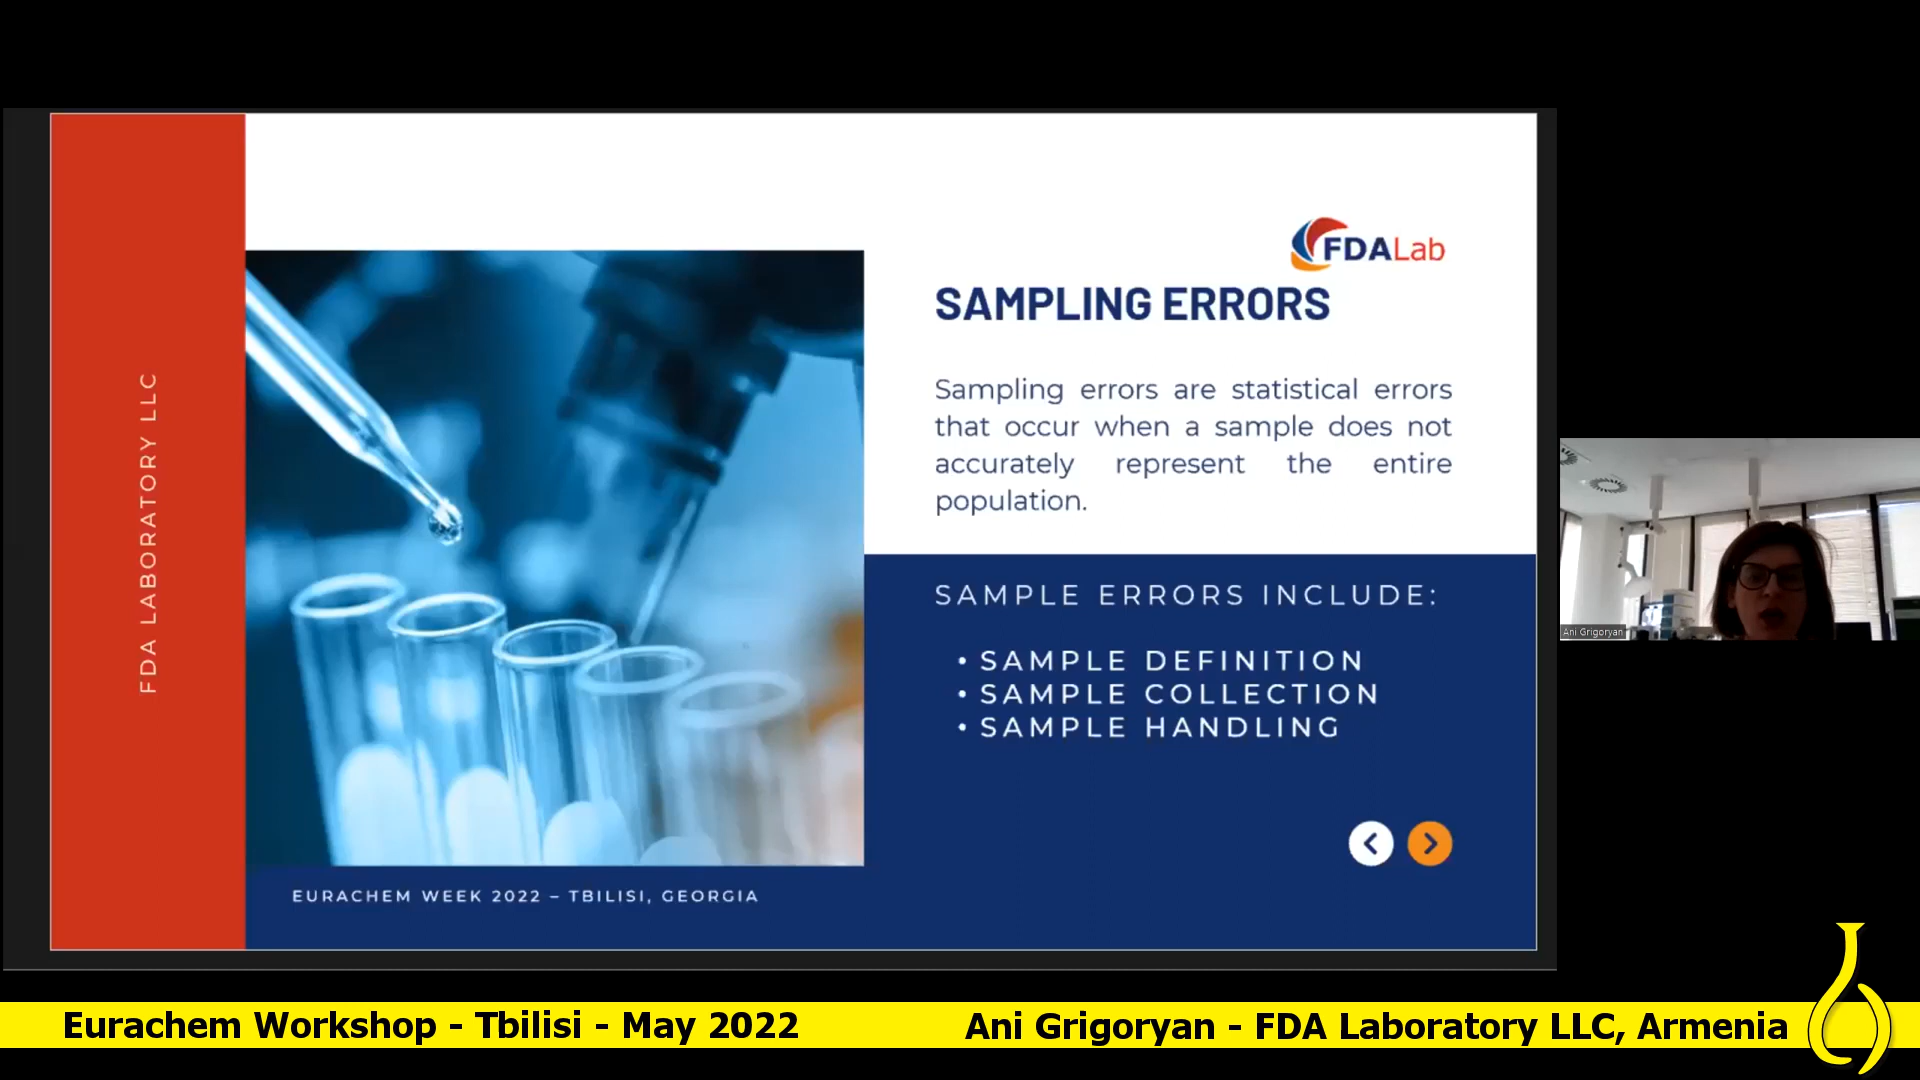 FDA LABORATORY LLC
FDALab
SAMPLING ERRORS
Sampling errors are statistical errors
that occur when a sample does not
accurately represent the entire
population.
SAMPLE ERRORS INCLUDE:
• SAMPLE DEFINITION
• SAMPLE COLLECTION
• SAMPLE HANDLING
EURACHEM WEEK 2022 – TBILISI, GEORGIA
Ani Grigoryan
Eurachem Workshop - Tbilisi - May 2022
Ani Grigoryan - FDA Laboratory LLC, Armenia